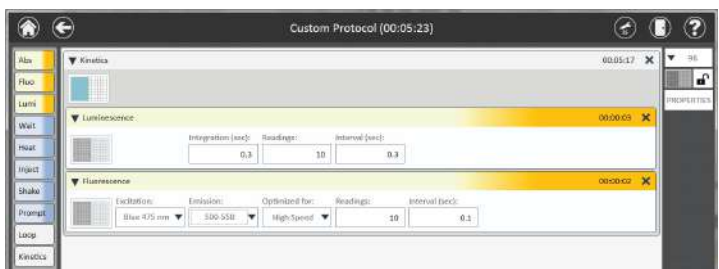 Custom Protocol (00:05:23)
?
Abs
Fluo
Lumi
Wait
Heat
Inject
Shake
Prompt
Loop
Kinetics
▼ Kinetics 00:05:17 X
▼ Luminescence 00:00:03 X
Integration (sec): Readings: Interval (sec):
0.3 10 0.3
▼ Fluorescence 00:00:02 X
Excitation: Emission: Optimized for: Readings: Interval (sec):
Blue 475 nm ▼ 500-550 ▼ High Speed ▼ 10 0.1
▼ 96
PROPERTIES